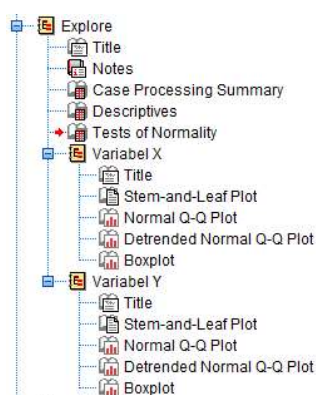 Explore
Title
Notes
Case Processing Summary
Descriptives
Tests of Normality
Variabel X
Title
Stem-and-Leaf Plot
Normal Q-Q Plot
Detrended Normal Q-Q Plot
Boxplot
Variabel Y
Title
Stem-and-Leaf Plot
Normal Q-Q Plot
Detrended Normal Q-Q Plot
Boxplot